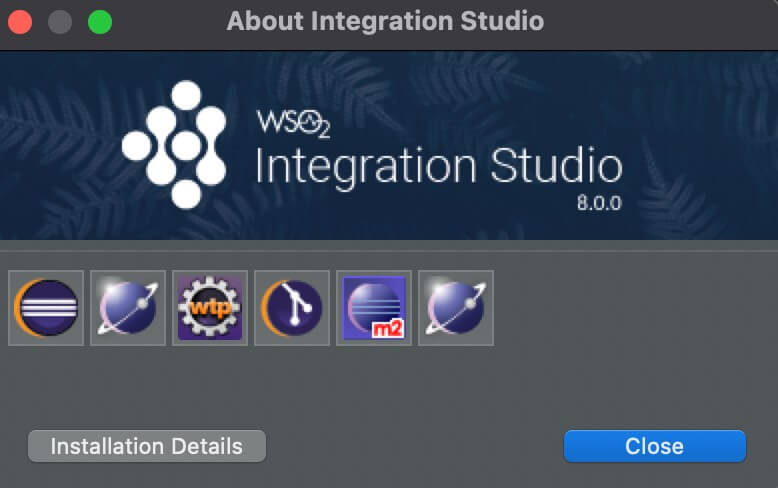 About Integration Studio
WSO2
Integration Studio
8.0.0
wtp
m2
Installation Details
Close